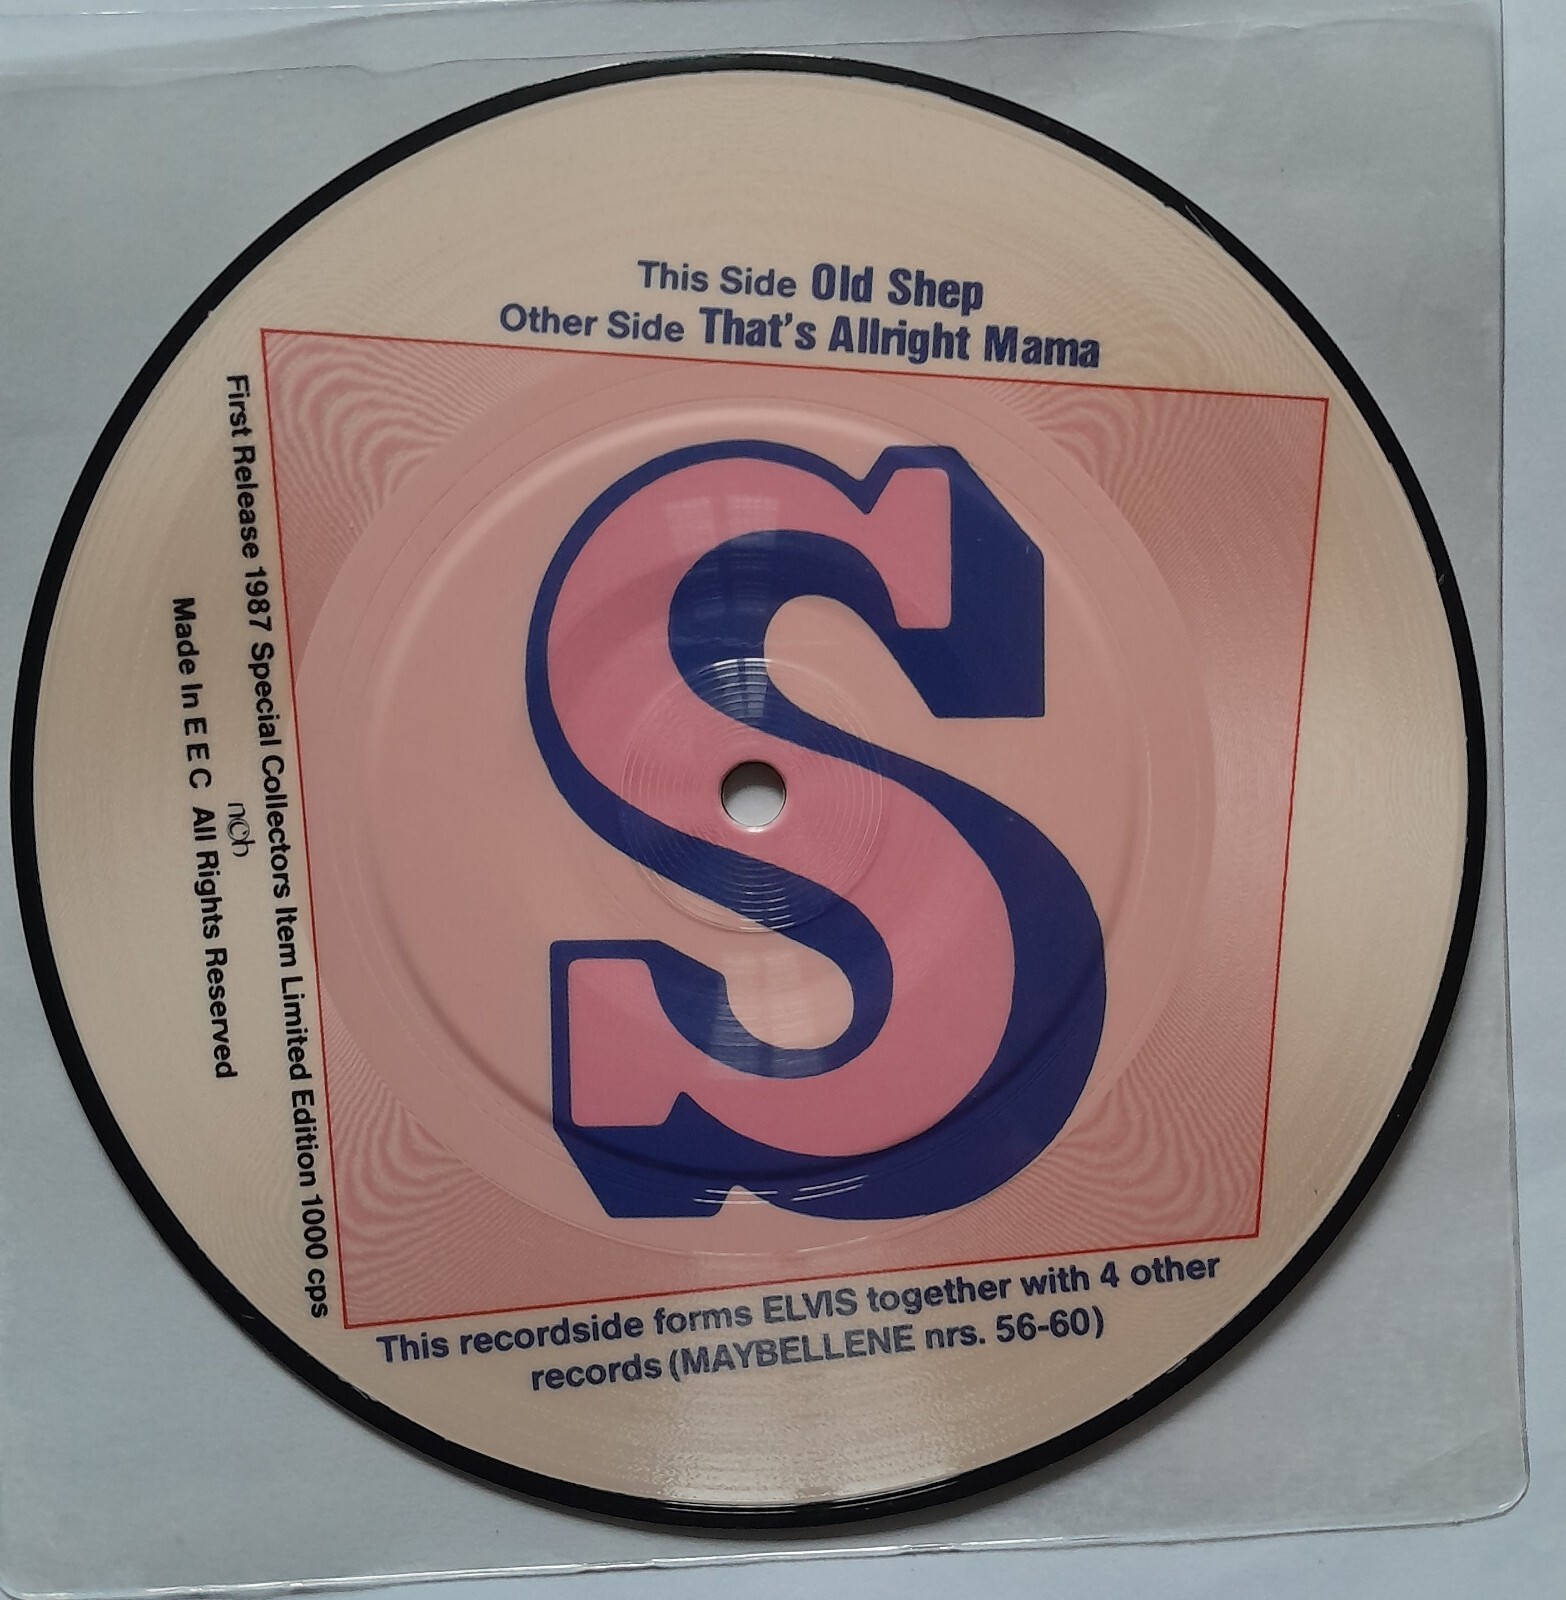 This Side Old Shep
Other Side That's Allright Mama
S
First Release 1987 Special Collectors Item Limited Edition 1000 cps
ncb
Made In E E C All Rights Reserved
This recordside forms ELVIS together with 4 other
records (MAYBELLENE nrs. 56-60)